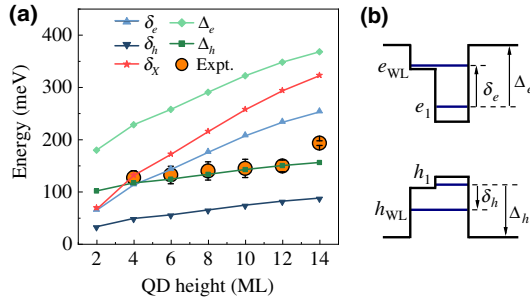 (a)
δe
Δe
δh
Δh
δX
Expt.
400
300
200
100
0
Energy (meV)
2 4 6 8 10 12 14
QD height (ML)
(b)
eWL
e1
δe
Δe
h1
hWL
δh
Δh